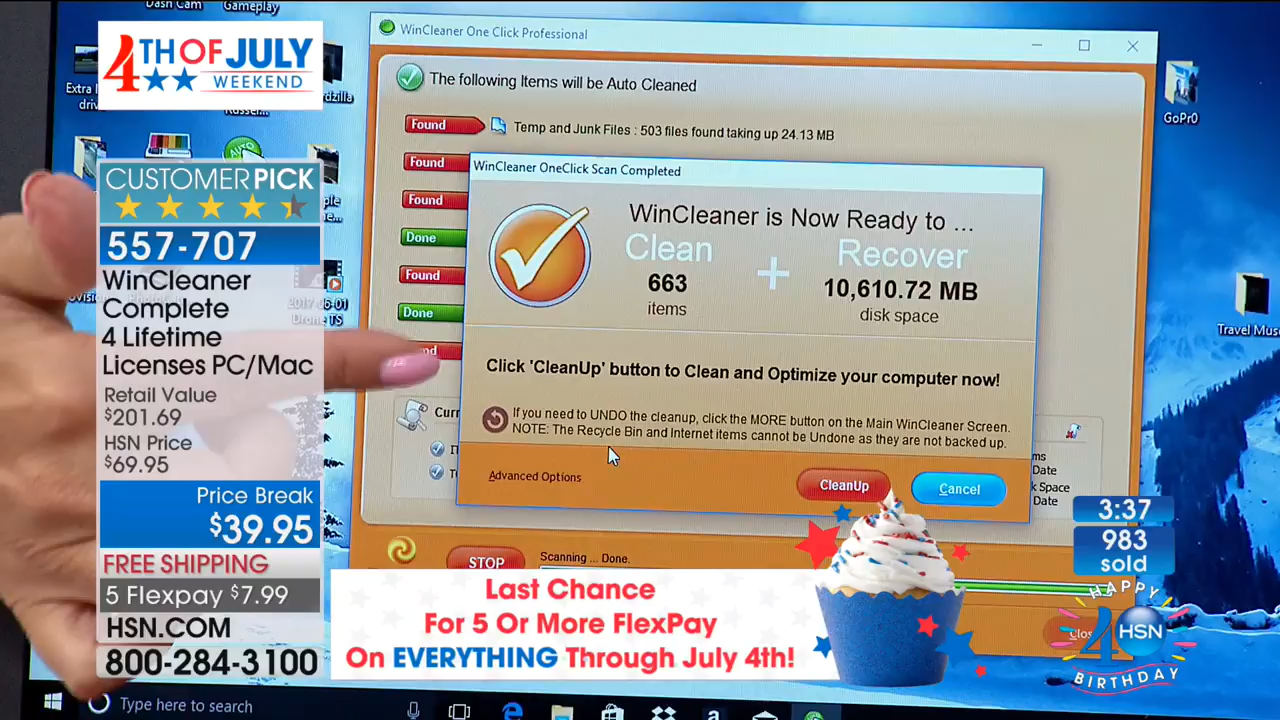 Dash Cam
Gameplay
4TH OF JULY
WEEKEND
WinCleaner One Click Professional
The following Items will be Auto Cleaned
Found
Temp and Junk Files : 503 files found taking up 24.13 MB
Found
Found
Done
Found
Done
WinCleaner OneClick Scan Completed
WinCleaner is Now Ready to ...
Clean + Recover
663
items
10,610.72 MB
disk space
Click 'CleanUp' button to Clean and Optimize your computer now!
If you need to UNDO the cleanup, click the MORE button on the Main WinCleaner Screen.
NOTE: The Recycle Bin and Internet items cannot be Undone as they are not backed up.
Advanced Options
CleanUp
Cancel
STOP
Scanning ... Done.
GoPr0
Date
Space
Date
CUSTOMER PICK
557-707
WinCleaner
Complete
4 Lifetime
Licenses PC/Mac
Retail Value
$201.69
HSN Price
$69.95
Price Break
$39.95
FREE SHIPPING
5 Flexpay $7.99
HSN.COM
800-284-3100
Last Chance
For 5 Or More FlexPay
On EVERYTHING Through July 4th!
3:37
983
sold
HAPPY
40 HSN
BIRTHDAY
Type here to search